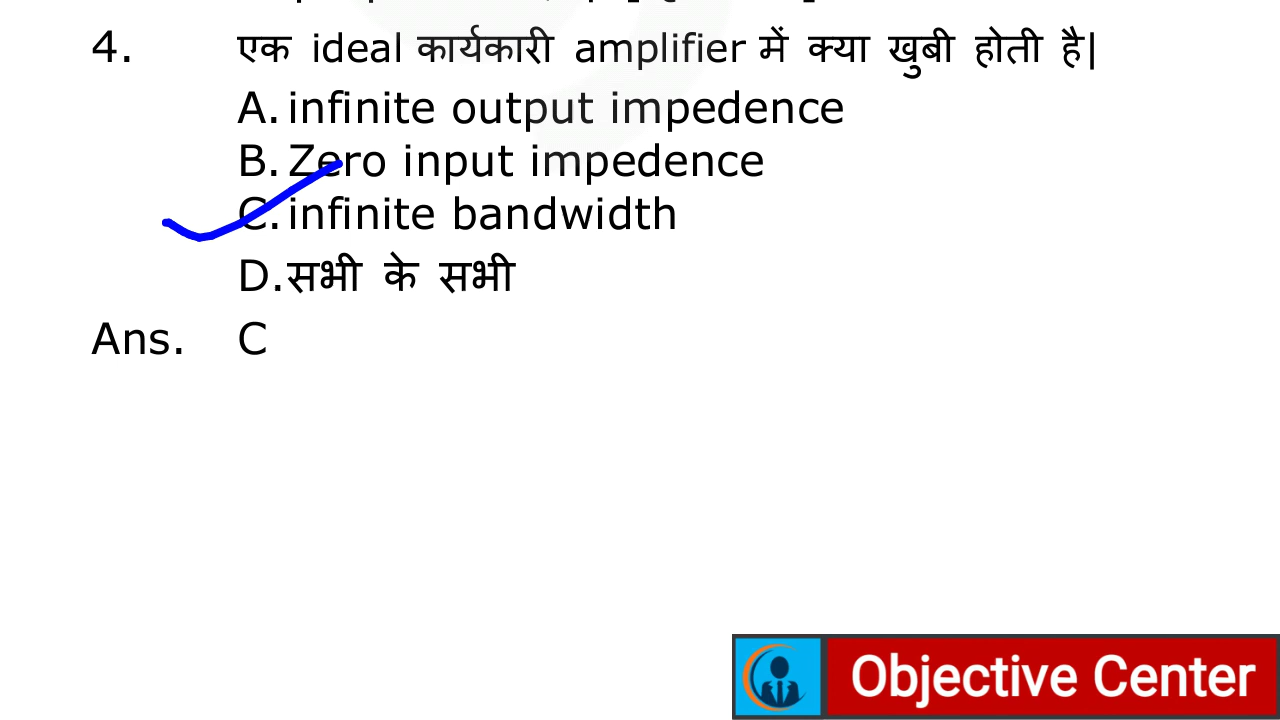 4. एक ideal कार्यकारी amplifier में क्या खुबी होती है|
A. infinite output impedence
B. Zero input impedence
C. infinite bandwidth
D. सभी के सभी
Ans. C
Objective Center